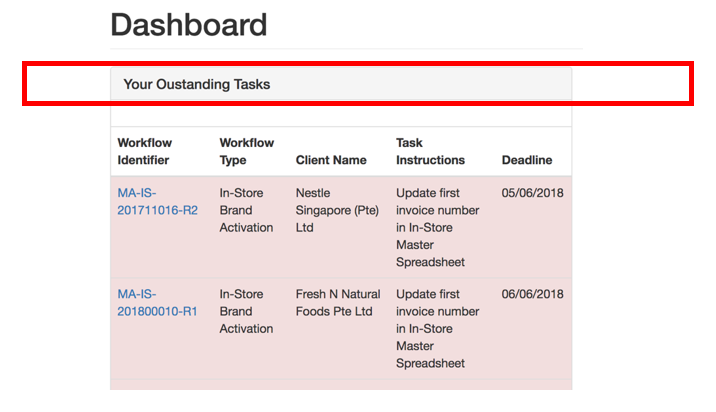 Dashboard
Your Oustanding Tasks
Workflow Identifier Workflow Type Client Name Task Instructions Deadline
MA-IS-201711016-R2 In-Store Brand Activation Nestle Singapore (Pte) Ltd Update first invoice number in In-Store Master Spreadsheet 05/06/2018
MA-IS-201800010-R1 In-Store Brand Activation Fresh N Natural Foods Pte Ltd Update first invoice number in In-Store Master Spreadsheet 06/06/2018